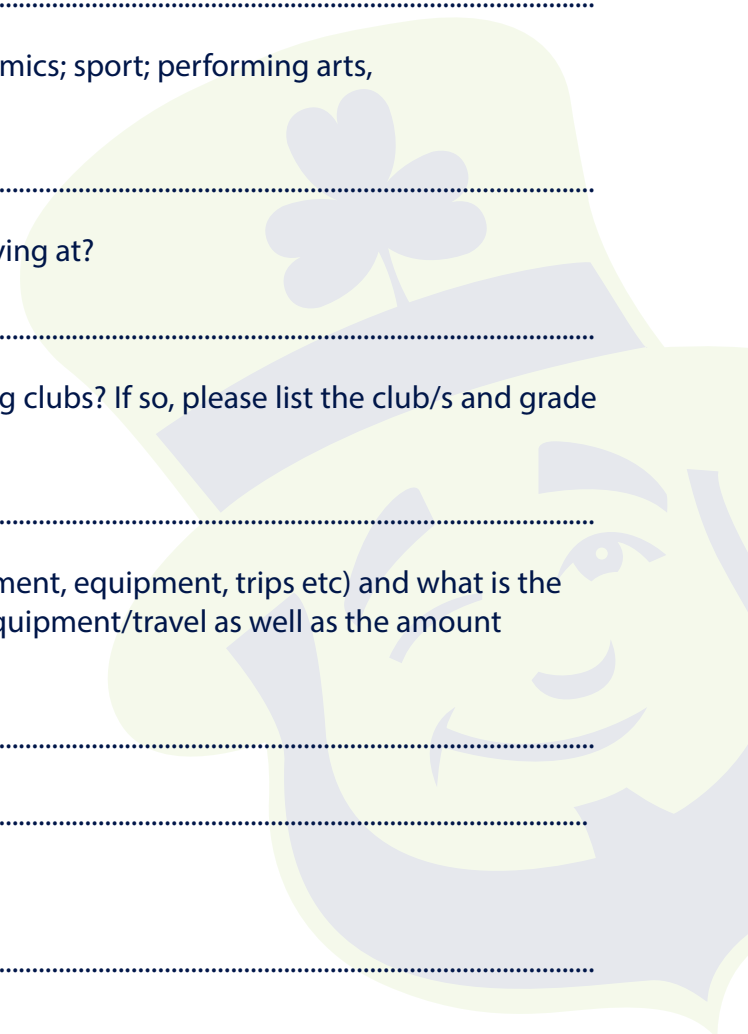 mics; sport; performing arts,
ving at?
g clubs? If so, please list the club/s and grade
ment, equipment, trips etc) and what is the
quipment/travel as well as the amount